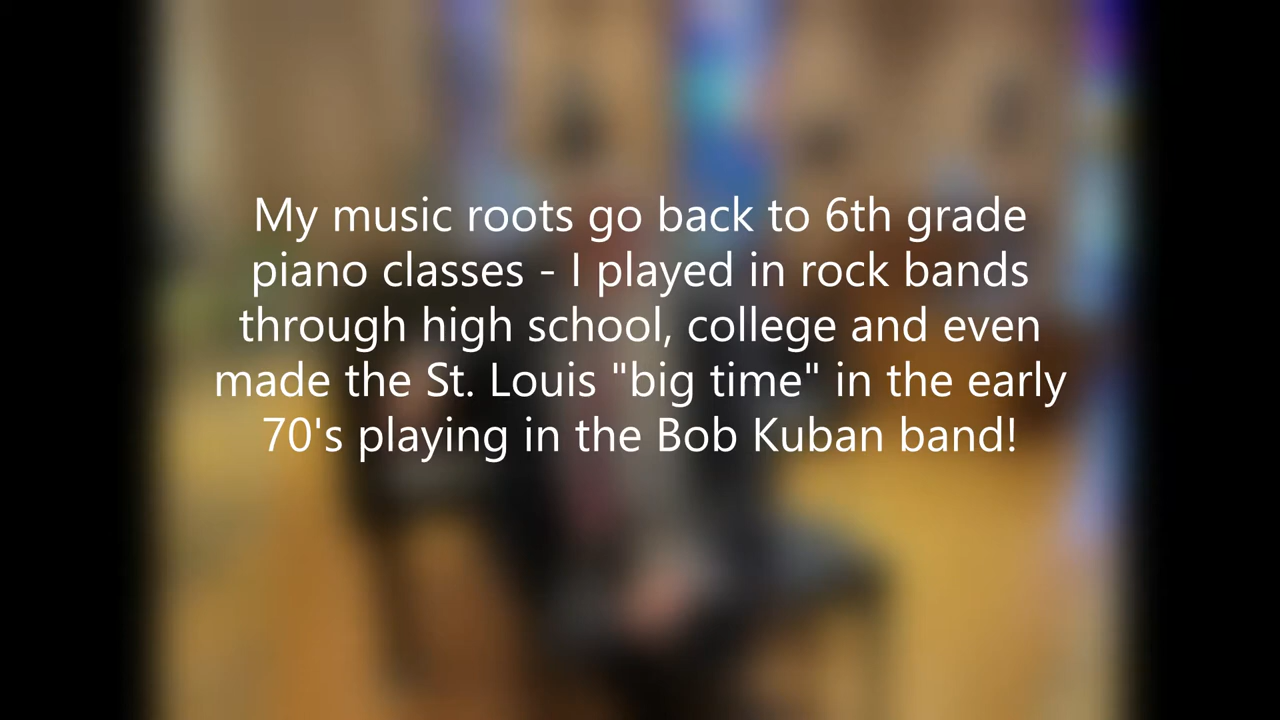 My music roots go back to 6th grade
piano classes - I played in rock bands
through high school, college and even
made the St. Louis "big time" in the early
70's playing in the Bob Kuban band!